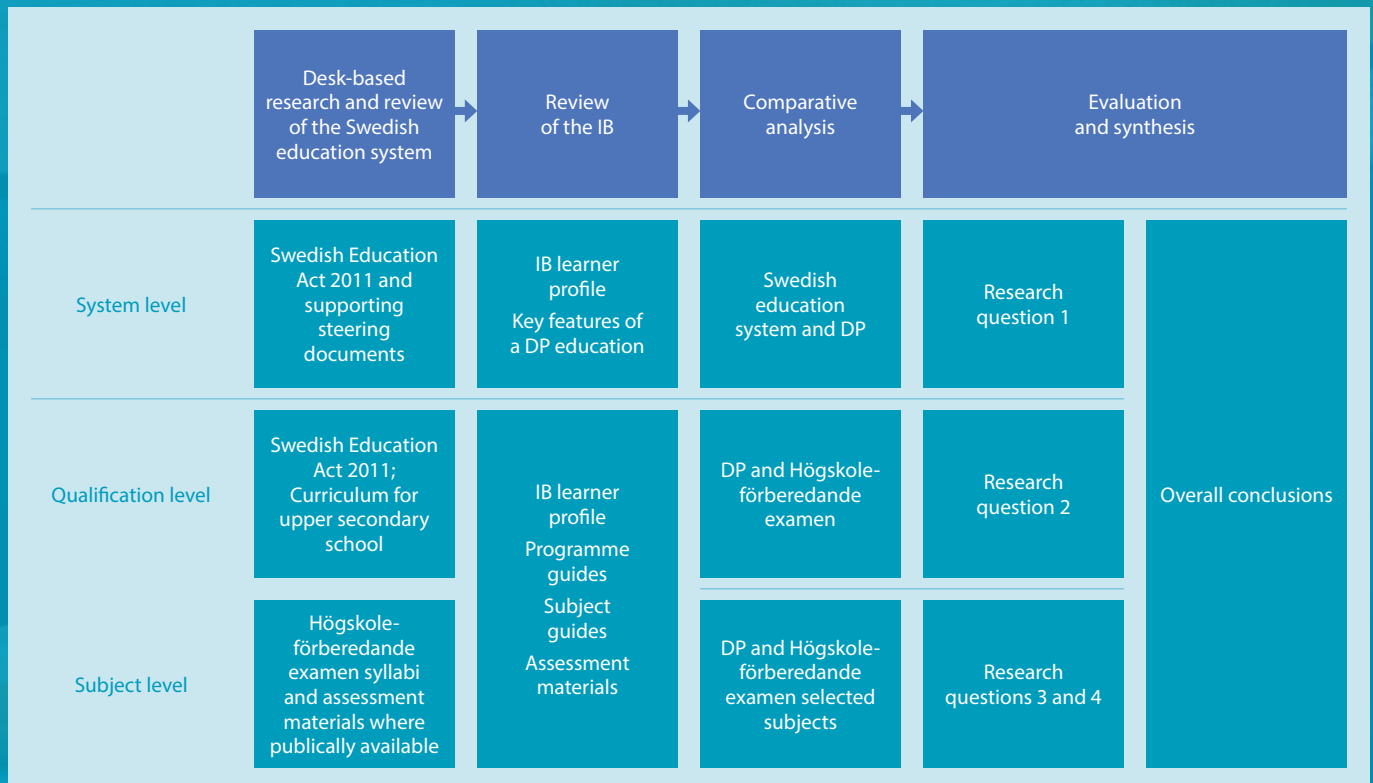 Desk-based
research and review
of the Swedish
education system
Review
of the IB
Comparative
analysis
Evaluation
and synthesis
System level
Swedish Education
Act 2011 and
supporting
steering
documents
IB learner
profile
Key features of
a DP education
Swedish
education
system and DP
Research
question 1
Qualification level
Swedish Education
Act 2011;
Curriculum for
upper secondary
school
IB learner
profile
Programme
guides
Subject
guides
Assessment
materials
DP and Högskole-
förberedande
examen
Research
question 2
Overall conclusions
Subject level
Högskole-
förberedande
examen syllabi
and assessment
materials where
publically available
DP and Högskole-
förberedande
examen selected
subjects
Research
questions 3 and 4